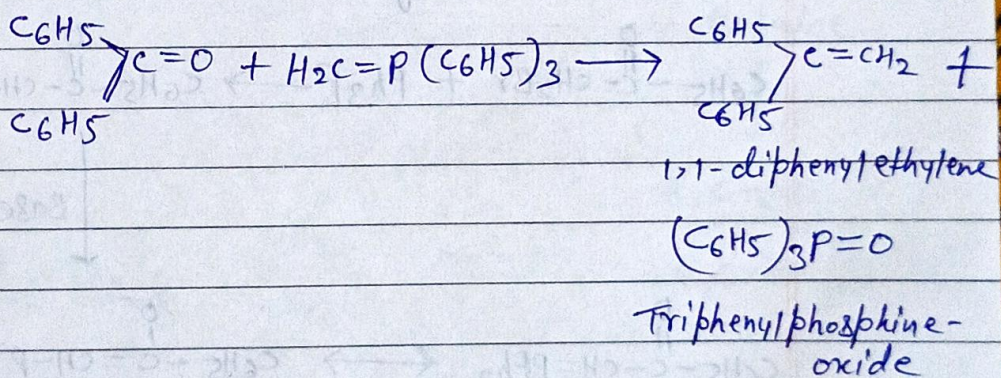 C6H5 C6H5
C=O + H2C=P(C6H5)3 → C=CH2 +
C6H5 C6H5
1,1-diphenylethylene
(C6H5)3P=O
Triphenylphosphine-
oxide